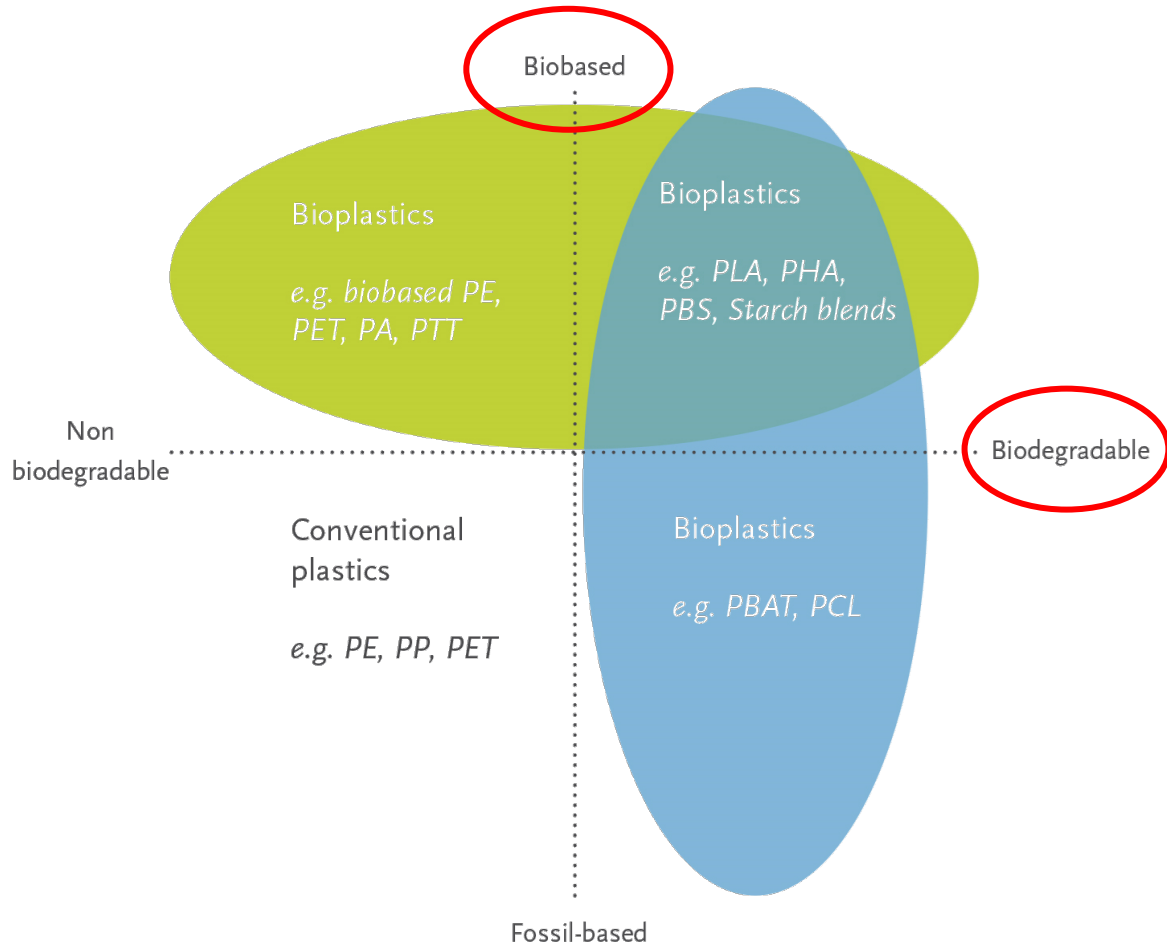 Biobased
Bioplastics
e.g. biobased PE,
PET, PA, PTT
Bioplastics
e.g. PLA, PHA,
PBS, Starch blends
Non
biodegradable
Biodegradable
Conventional
plastics
e.g. PE, PP, PET
Bioplastics
e.g. PBAT, PCL
Fossil-based